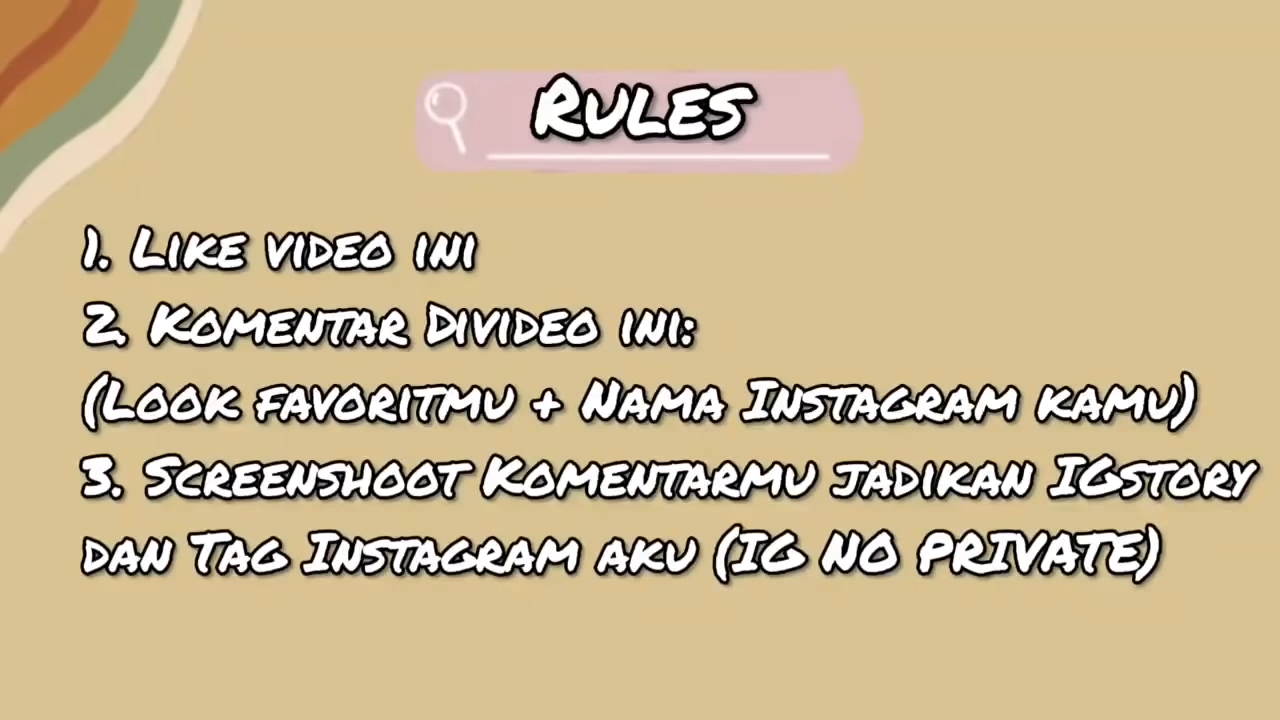 Rules
1. Like video ini
2. Komentar Divideo ini:
(Look favoritmu + Nama Instagram kamu)
3. Screenshoot Komentarmu jadikan IGstory
dan Tag Instagram aku (IG NO PRIVATE)